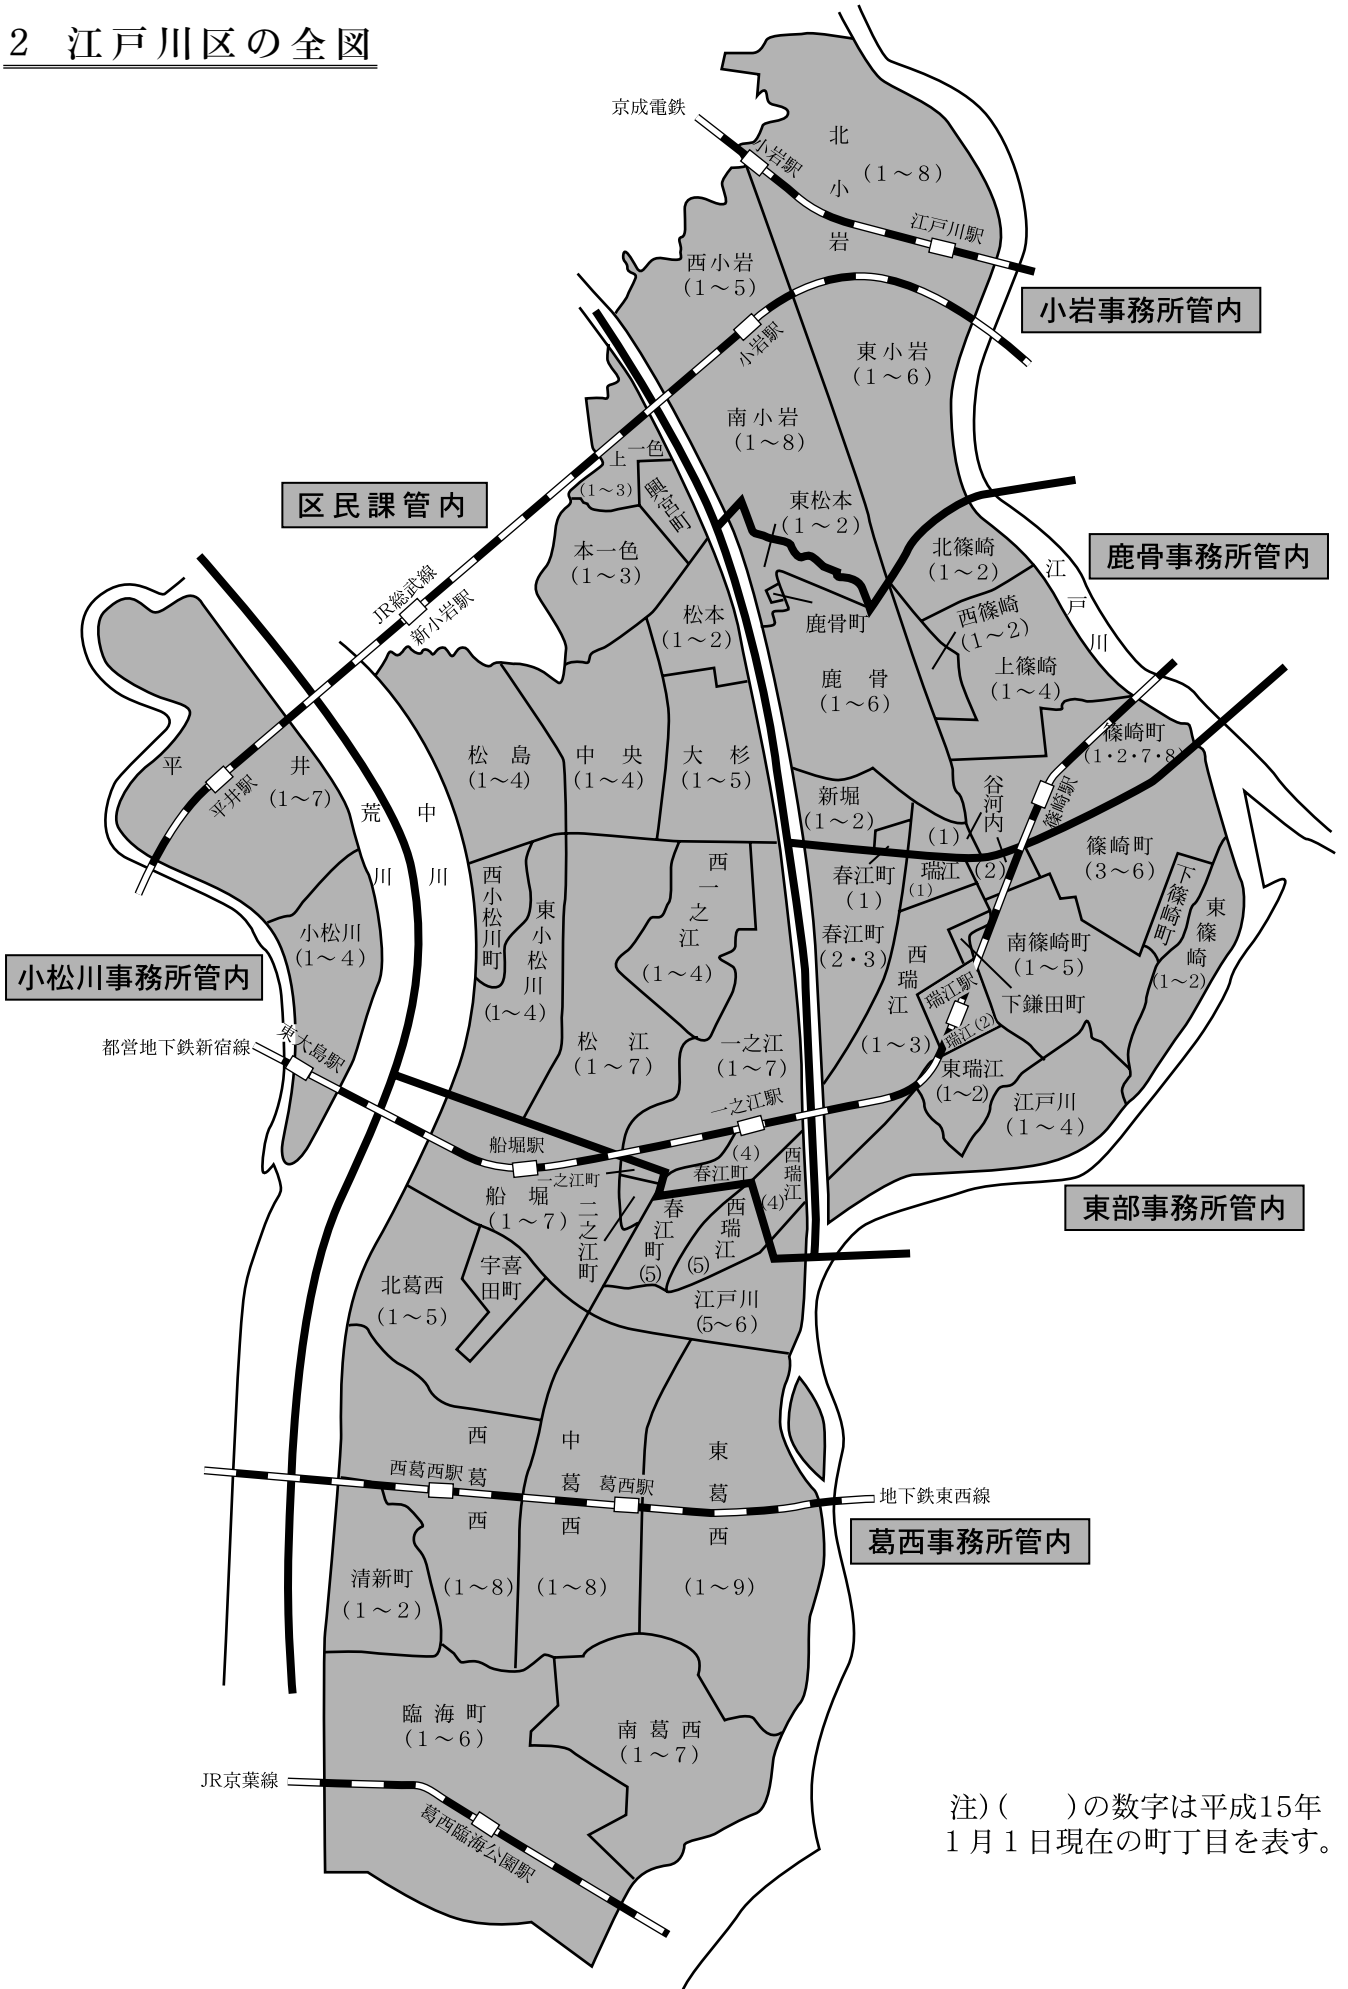 2 江戸川区の全図
京成電鉄
小岩駅
北小岩
（1～8）
江戸川駅
西小岩
（1～5）
小岩事務所管内
小岩駅
東小岩
（1～6）
南小岩
（1～8）
上一色
（1～3）
興宮町
区民課管内
東松本
（1～2）
本一色
（1～3）
北篠崎
（1～2）
鹿骨事務所管内
江戸川
JR総武線
新小岩駅
松本
（1～2）
鹿骨町
西篠崎
（1～2）
上篠崎
（1～4）
鹿骨
（1～6）
篠崎町
（1・2・7・8）
平井
（1～7）
平井駅
松島
（1～4）
中央
（1～4）
大杉
（1～5）
荒川
中川
新堀
（1～2）
谷河内
（1）
（2）
篠崎駅
篠崎町
（3～6）
春江町
（1）
瑞江
（1）
下篠崎町
東篠崎
（1～2）
西小松川町
東小松川
（1～4）
西一之江
（1～4）
小松川
（1～4）
春江町
（2・3）
西瑞江
（1～3）
南篠崎町
（1～5）
下鎌田町
瑞江駅
瑞江（2）
小松川事務所管内
都営地下鉄新宿線
東大島駅
松江
（1～7）
一之江
（1～7）
東瑞江
（1～2）
江戸川
（1～4）
一之江駅
船堀駅
（4）
西瑞江
（4）
一之江町
春江町
船堀
（1～7）
二之江町
春江町
（5）
西瑞江
（5）
東部事務所管内
北葛西
（1～5）
宇喜田町
江戸川
（5～6）
西葛西
（1～8）
中葛西
（1～8）
東葛西
（1～9）
西葛西駅
葛西駅
地下鉄東西線
葛西事務所管内
清新町
（1～2）
臨海町
（1～6）
南葛西
（1～7）
JR京葉線
葛西臨海公園駅
注）（　　）の数字は平成15年
1月1日現在の町丁目を表す。